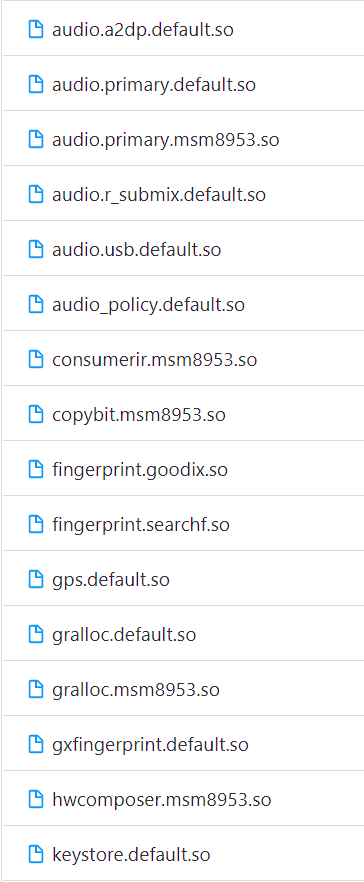 audio.a2dp.default.so
audio.primary.default.so
audio.primary.msm8953.so
audio.r_submix.default.so
audio.usb.default.so
audio_policy.default.so
consumerir.msm8953.so
copybit.msm8953.so
fingerprint.goodix.so
fingerprint.searchf.so
gps.default.so
gralloc.default.so
gralloc.msm8953.so
gxfingerprint.default.so
hwcomposer.msm8953.so
keystore.default.so